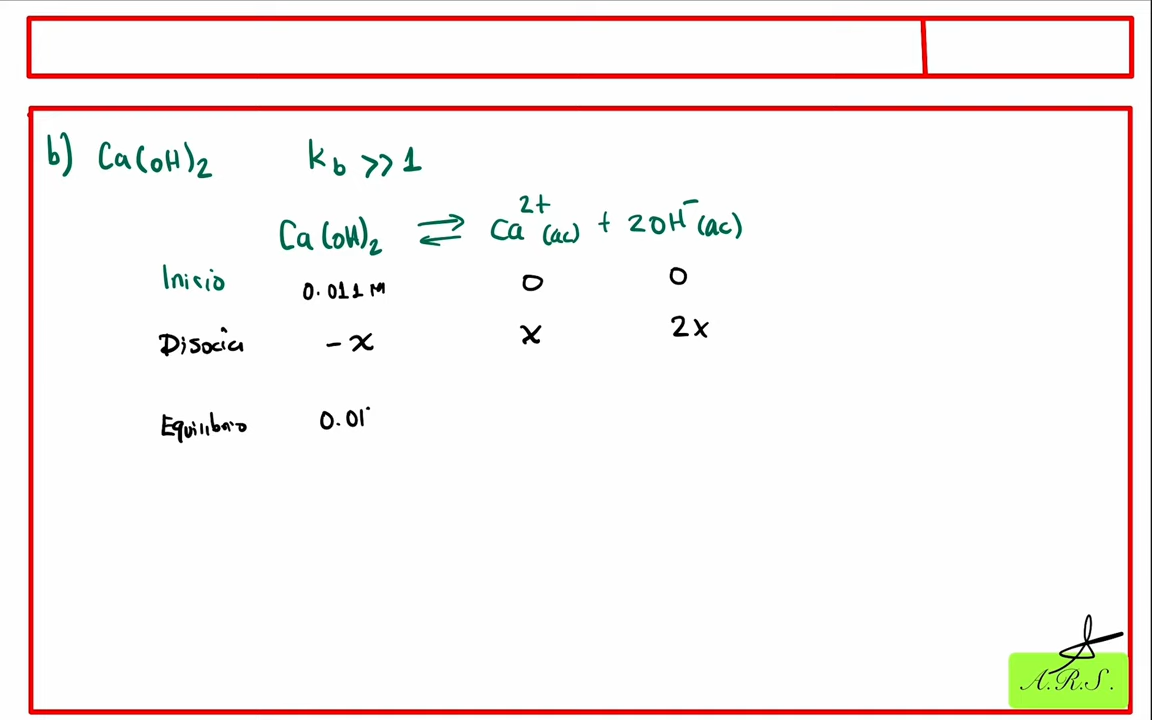 b) Ca(OH)₂ k_b >> 1
Ca(OH)₂ ⇌ Ca²⁺(ac) + 2OH⁻(ac)
Inicio 0.011 M 0 0
Disocia - x x 2x
Equilibrio 0.01
A.R.S.